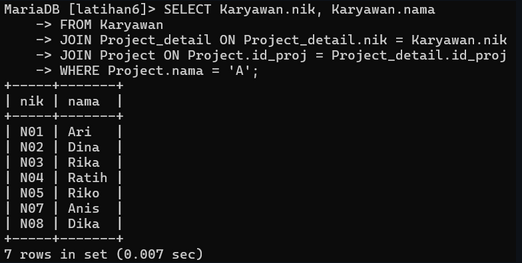 MariaDB [latihan6]> SELECT Karyawan.nik, Karyawan.nama
    -> FROM Karyawan
    -> JOIN Project_detail ON Project_detail.nik = Karyawan.nik
    -> JOIN Project ON Project.id_proj = Project_detail.id_proj
    -> WHERE Project.nama = 'A';
+-----+-------+
| nik | nama  |
+-----+-------+
| N01 | Ari   |
| N02 | Dina  |
| N03 | Rika  |
| N04 | Ratih |
| N05 | Riko  |
| N07 | Anis  |
| N08 | Dika  |
+-----+-------+
7 rows in set (0.007 sec)